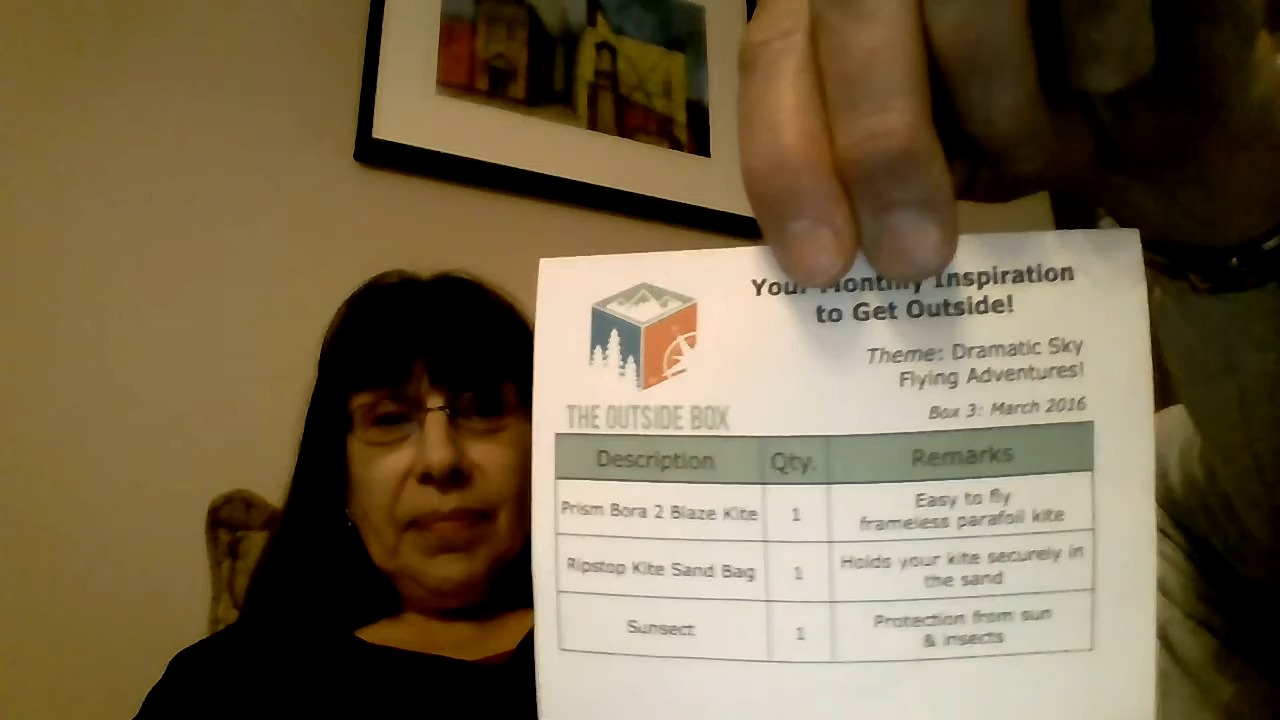 Your Monthly Inspiration
to Get Outside!
Theme: Dramatic Sky
Flying Adventures!
Box 3: March 2016
THE OUTSIDE BOX
Description Qty. Remarks
Prism Bora 2 Blaze Kite 1 Easy to fly
frameless parafoil kite
Ripstop Kite Sand Bag 1 Holds your kite securely in
the sand
Sunsect 1 Protection from sun
& insects